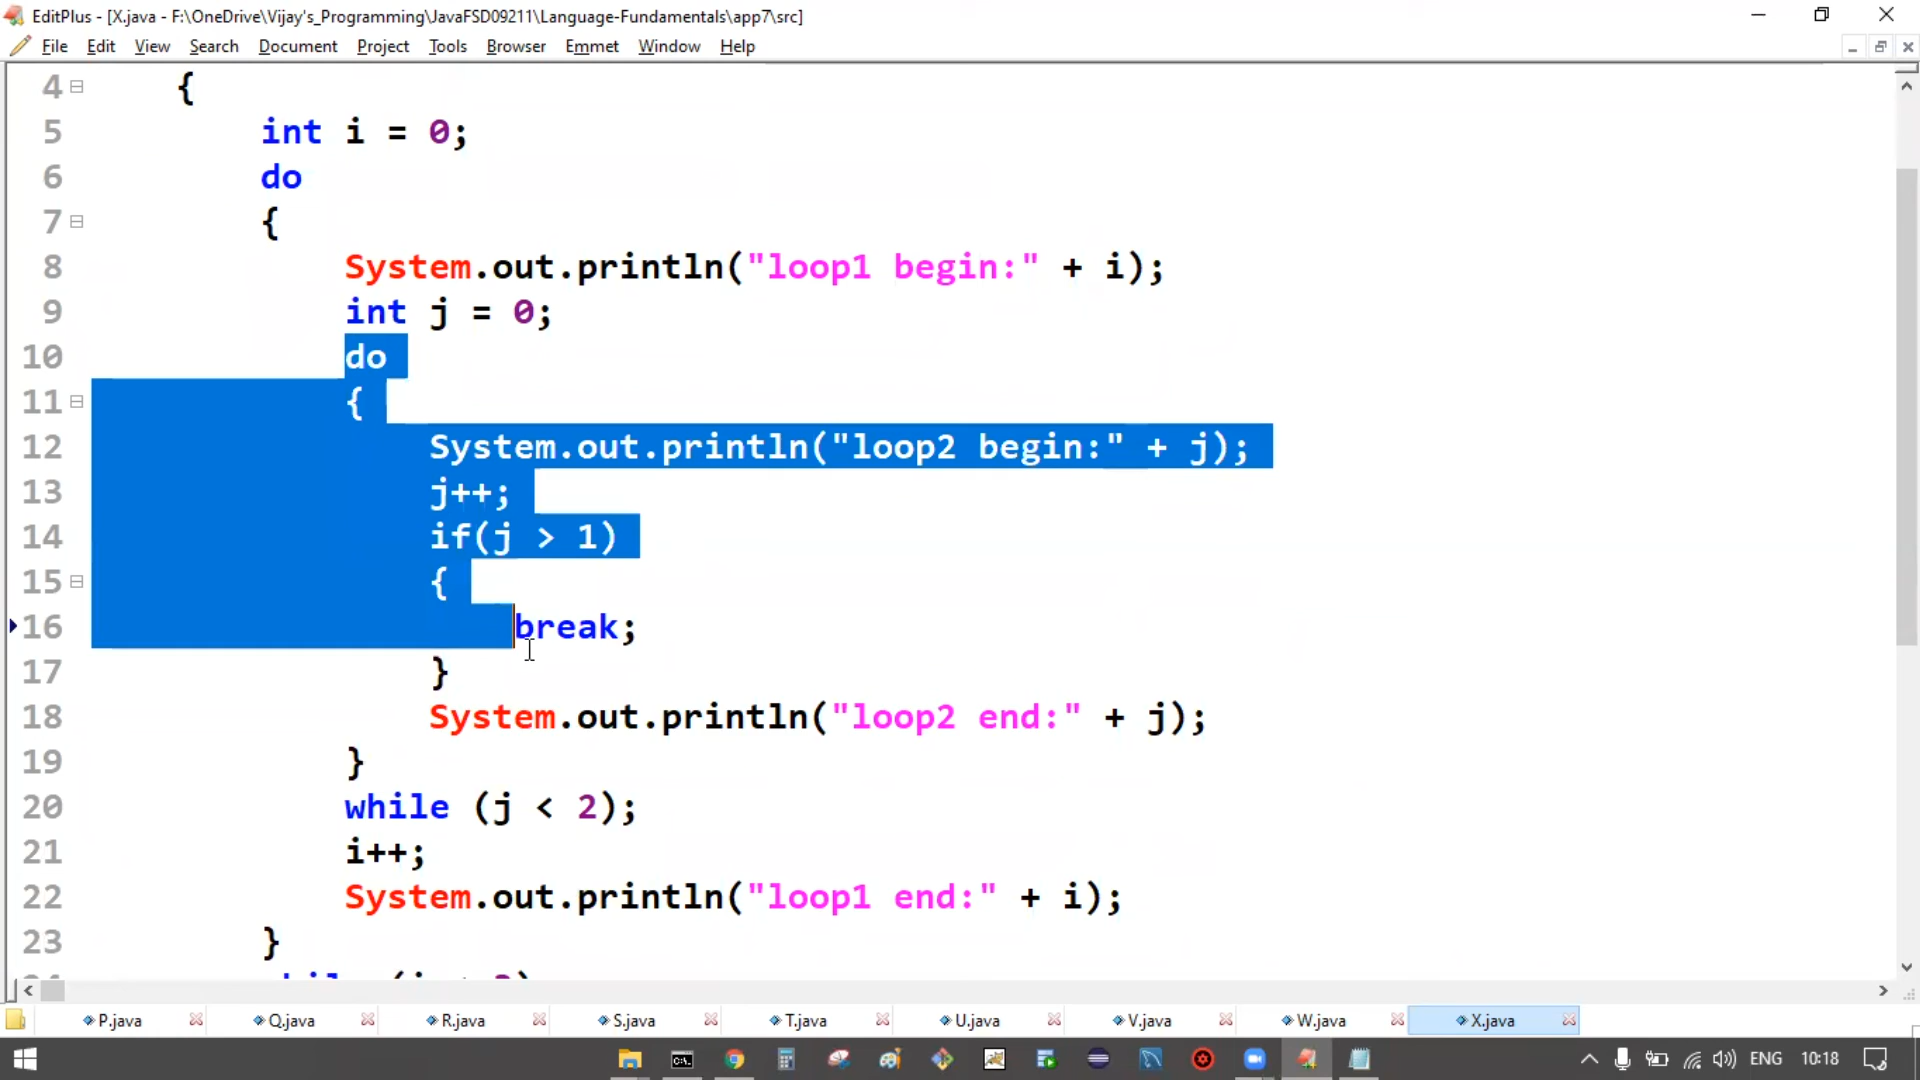 EditPlus - [X.java - F:\OneDrive\Vijay's_Programming\JavaFSD09211\Language-Fundamentals\app7\src]
File Edit View Search Document Project Tools Browser Emmet Window Help
4 {
5 int i = 0;
6 do
7 {
8 System.out.println("loop1 begin:" + i);
9 int j = 0;
10 do
11 {
12 System.out.println("loop2 begin:" + j);
13 j++;
14 if(j > 1)
15 {
16 break;
17 }
18 System.out.println("loop2 end:" + j);
19 }
20 while (j < 2);
21 i++;
22 System.out.println("loop1 end:" + i);
23 }
P.java Q.java R.java S.java T.java U.java V.java W.java X.java
ENG 10:18